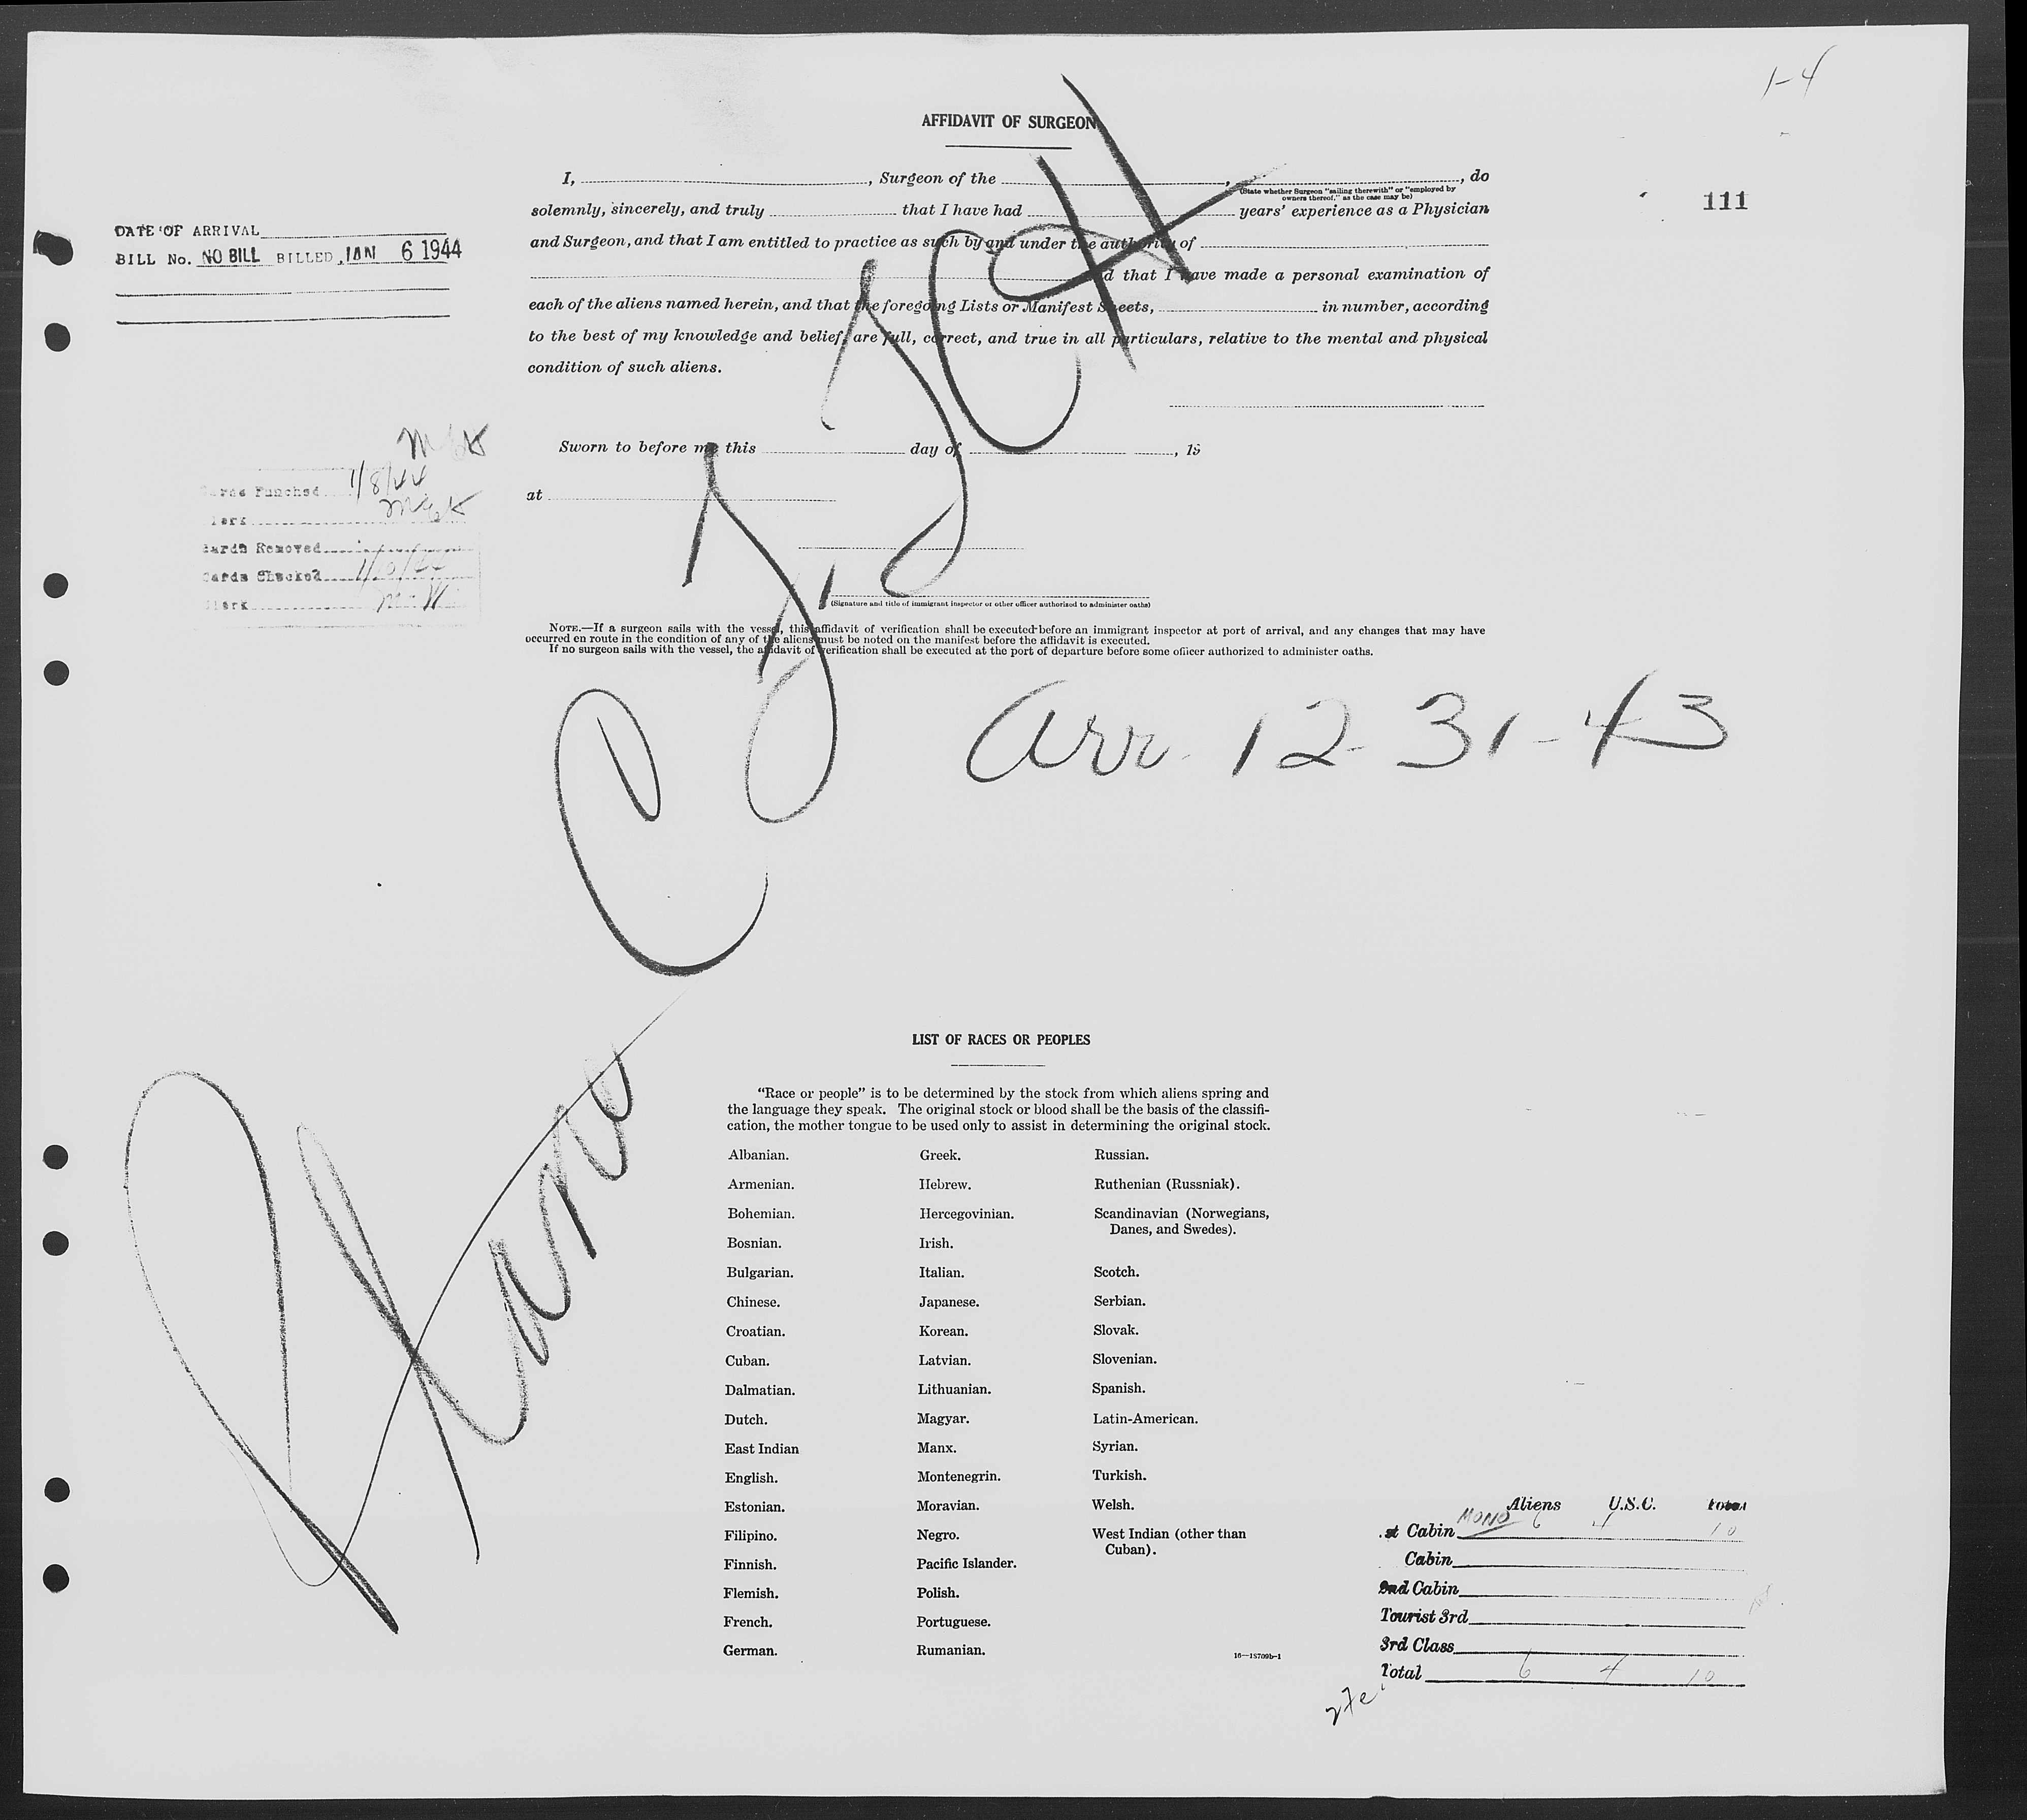 1-4
AFFIDAVIT OF SURGEON
I, , Surgeon of the , , do
(State whether Surgeon "sailing therewith" or "employed by
owners thereof," as the case may be)
111
solemnly, sincerely, and truly that I have had years' experience as a Physician
and Surgeon, and that I am entitled to practice as such by and under the authority of
that I have made a personal examination of
each of the aliens named herein, and that the foregoing Lists or Manifest Sheets, in number, according
to the best of my knowledge and belief, are full, correct, and true in all particulars, relative to the mental and physical
condition of such aliens.
DATE OF ARRIVAL
BILL No. NO BILL BILLED JAN 6 1944
Sworn to before me this day of , 19
at
Cards Punched 1/8/44
Clerk
Cards Removed
Cards Checked
Clerk
(Signature and title of immigrant inspector or other officer authorized to administer oaths)
NOTE.—If a surgeon sails with the vessel, this affidavit of verification shall be executed before an immigrant inspector at port of arrival, and any changes that may have
occurred en route in the condition of any of the aliens must be noted on the manifest before the affidavit is executed.
If no surgeon sails with the vessel, the affidavit of verification shall be executed at the port of departure before some officer authorized to administer oaths.
Arr. 12-31-43
LIST OF RACES OR PEOPLES
"Race or people" is to be determined by the stock from which aliens spring and
the language they speak. The original stock or blood shall be the basis of the classifi-
cation, the mother tongue to be used only to assist in determining the original stock.
Albanian. Greek. Russian.
Armenian. Hebrew. Ruthenian (Russniak).
Bohemian. Hercegovinian. Scandinavian (Norwegians,
Danes, and Swedes).
Bosnian. Irish.
Bulgarian. Italian. Scotch.
Chinese. Japanese. Serbian.
Croatian. Korean. Slovak.
Cuban. Latvian. Slovenian.
Dalmatian. Lithuanian. Spanish.
Dutch. Magyar. Latin-American.
East Indian Manx. Syrian.
English. Montenegrin. Turkish.
Estonian. Moravian. Welsh.
Filipino. Negro. West Indian (other than
Cuban).
Finnish. Pacific Islander.
Flemish. Polish.
French. Portuguese.
German. Rumanian.
16—15709b-1
Aliens U.S.C. Total
st Cabin MONO 6 4 10
Cabin
2nd Cabin
Tourist 3rd
3rd Class
Total 6 4 10